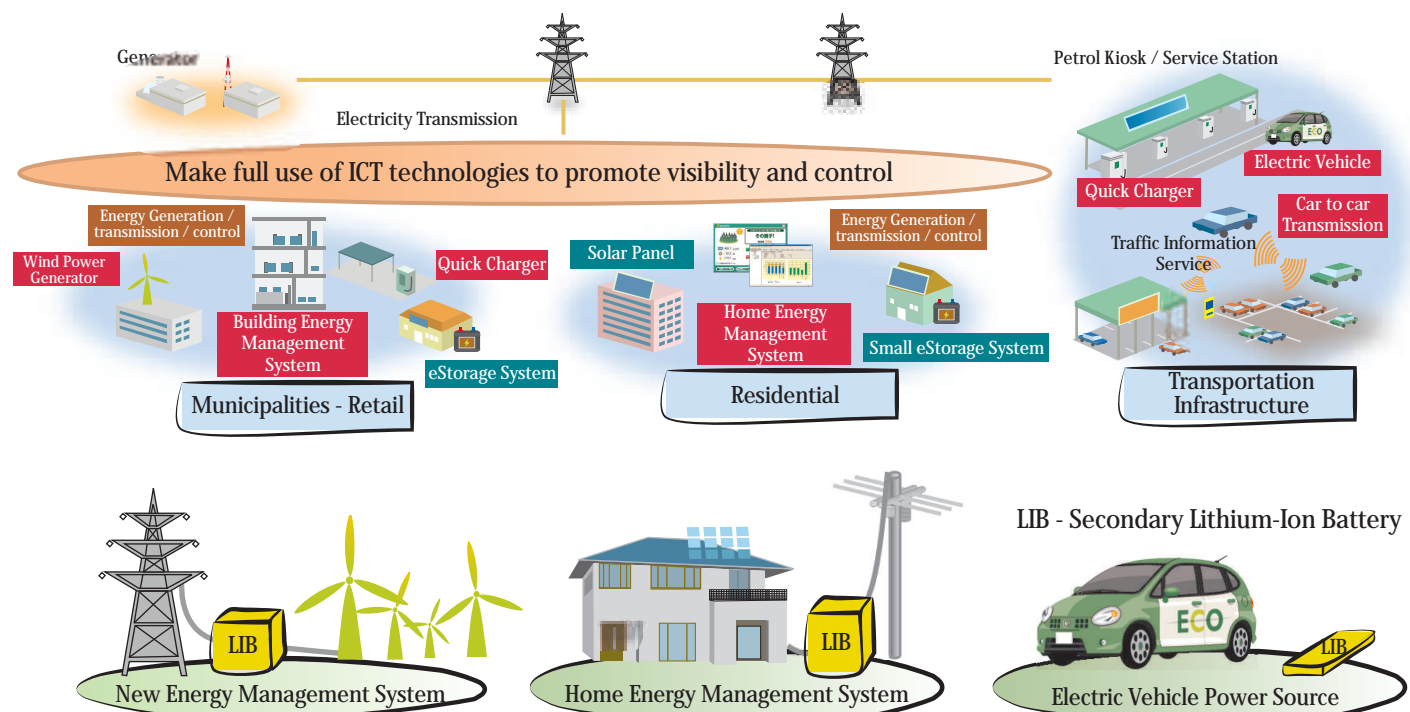 Generator
Petrol Kiosk / Service Station
Electricity Transmission
Make full use of ICT technologies to promote visibility and control
ECO
Electric Vehicle
Quick Charger
Car to car
Transmission
Traffic Information
Service
Energy Generation /
transmission / control
Wind Power
Generator
Quick Charger
Building Energy
Management
System
eStorage System
Municipalities - Retail
Energy Generation /
transmission / control
Solar Panel
Home Energy
Management
System
Small eStorage System
Residential
Transportation
Infrastructure
LIB - Secondary Lithium-Ion Battery
LIB
New Energy Management System
LIB
Home Energy Management System
ECO
LIB
Electric Vehicle Power Source